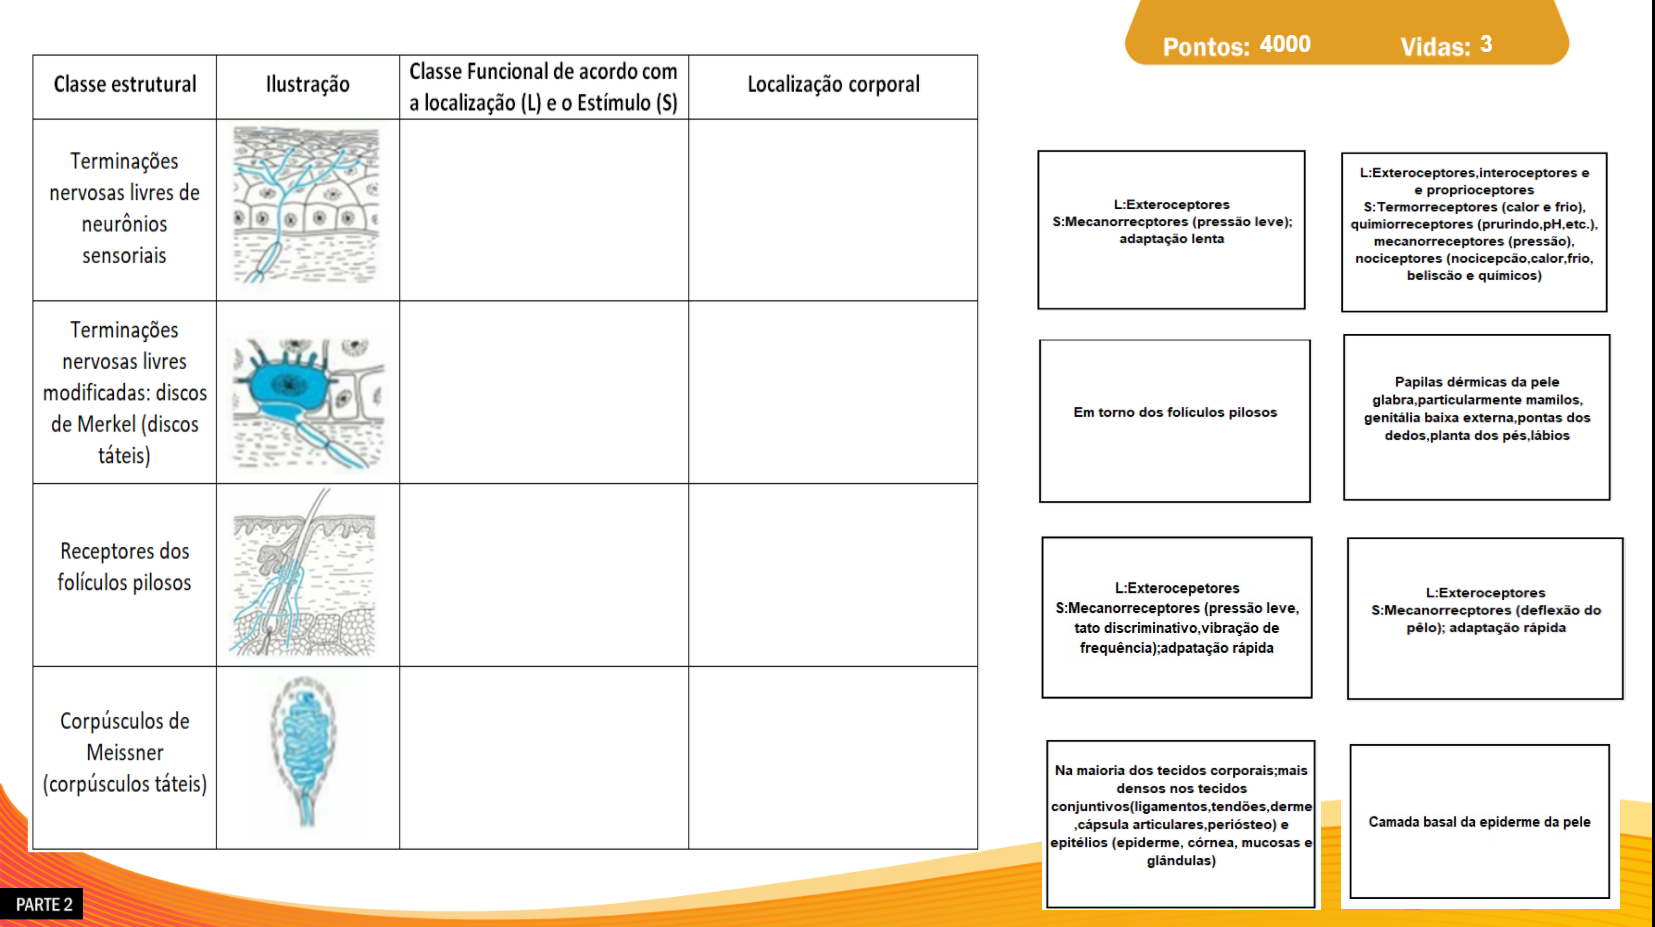 Pontos: 4000
Vidas: 3
Classe estrutural
Ilustração
Classe Funcional de acordo com
a localização (L) e o Estímulo (S)
Localização corporal
Terminações
nervosas livres de
neurônios
sensoriais
Terminações
nervosas livres
modificadas: discos
de Merkel (discos
táteis)
Receptores dos
folículos pilosos
Corpúsculos de
Meissner
(corpúsculos táteis)
L:Exteroceptores
S:Mecanorrecptores (pressão leve);
adaptação lenta
L:Exteroceptores,interoceptores e
e proprioceptores
S:Termorreceptores (calor e frio),
quimiorreceptores (prurindo,pH,etc.),
mecanorreceptores (pressão),
nociceptores (nocicepcão,calor,frio,
beliscão e químicos)
Em torno dos folículos pilosos
Papilas dérmicas da pele
glabra,particularmente mamilos,
genitália baixa externa,pontas dos
dedos,planta dos pés,lábios
L:Exterocepetores
S:Mecanorreceptores (pressão leve,
tato discriminativo,vibração de
frequência);adpatação rápida
L:Exteroceptores
S:Mecanorrecptores (deflexão do
pêlo); adaptação rápida
Na maioria dos tecidos corporais;mais
densos nos tecidos
conjuntivos(ligamentos,tendões,derme
,cápsula articulares,periósteo) e
epitélios (epiderme, córnea, mucosas e
glândulas)
Camada basal da epiderme da pele
PARTE 2